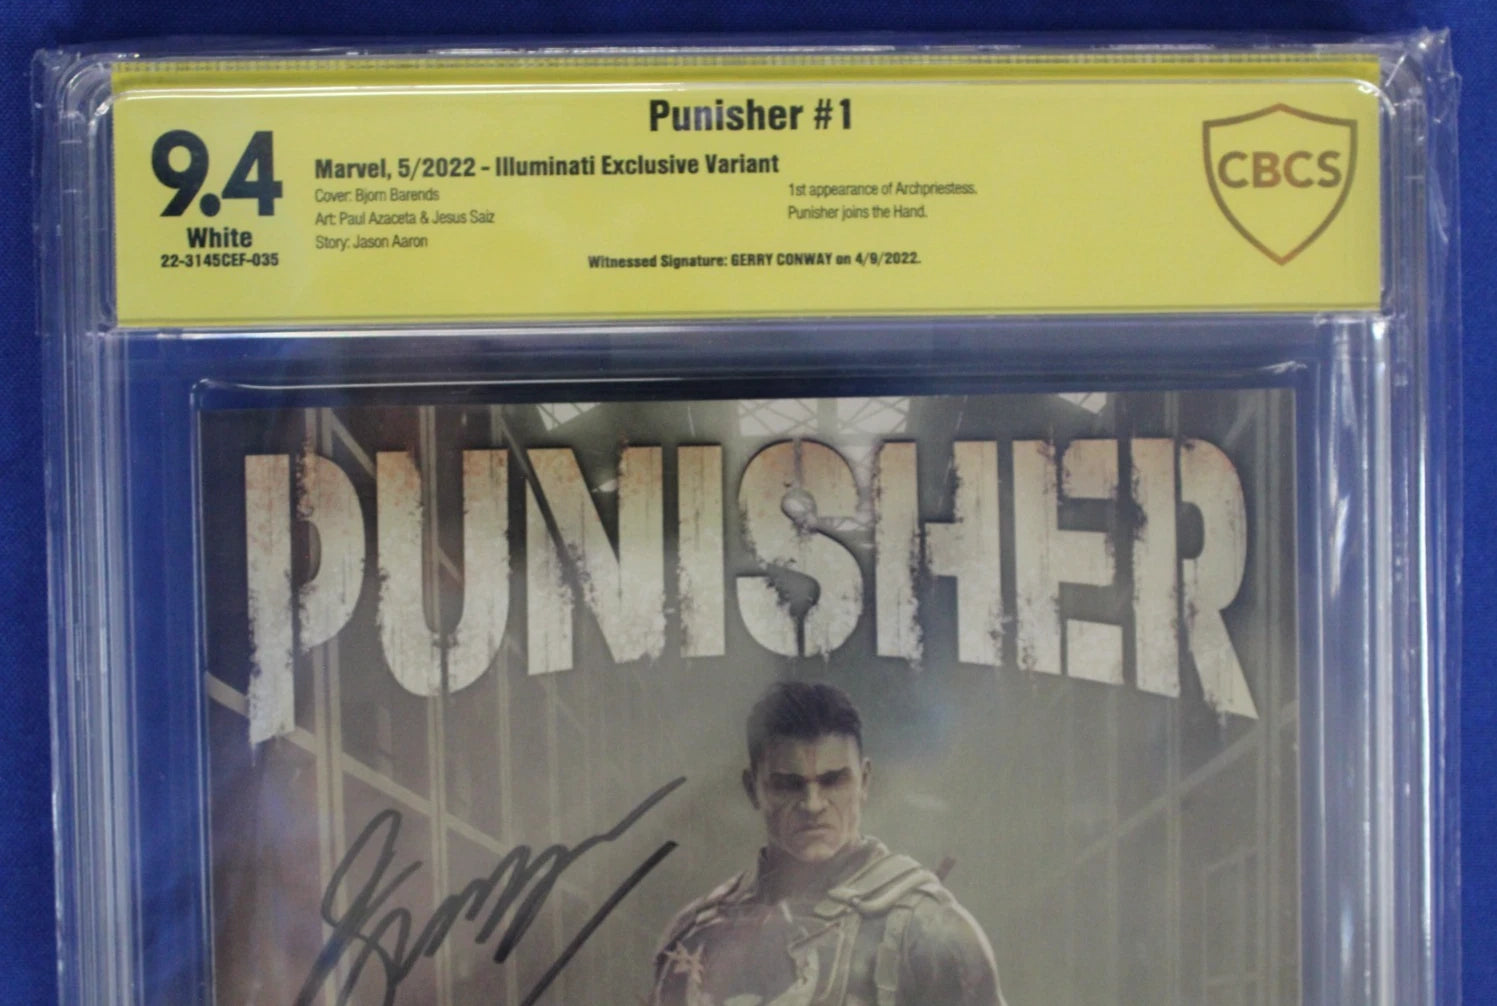 Punisher #1
9.4
White
22-3145CEF-035
Marvel, 5/2022 - Illuminati Exclusive Variant
Cover: Bjorn Barends
Art: Paul Azaceta & Jesus Saiz
Story: Jason Aaron
1st appearance of Archpriestess.
Punisher joins the Hand.
Witnessed Signature: GERRY CONWAY on 4/9/2022.
CBCS
PUNISHER